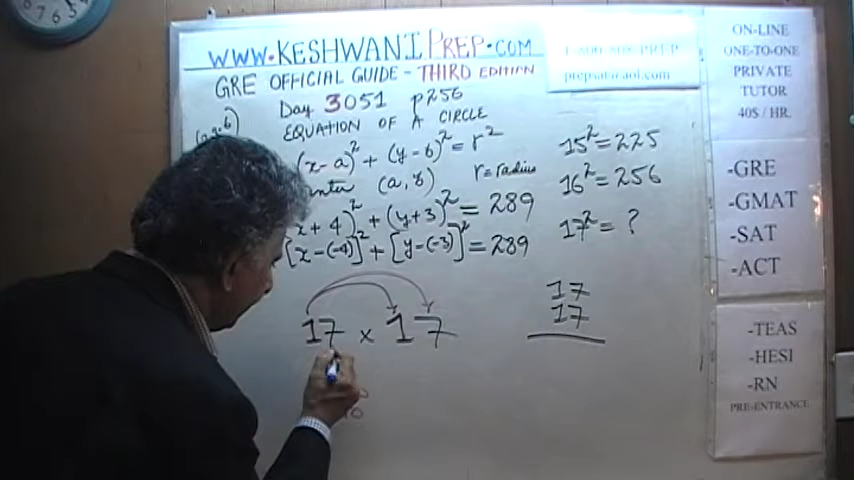 WWW.KESHWANIPREP.COM
GRE OFFICIAL GUIDE - THIRD EDITION
Day 3051 p256
EQUATION OF A CIRCLE
(x-a)² + (y-b)² = r²
(a, b) r = radius
x + 4)² + (y+3)² = 289
[x-(-4)]² + [y-(-3)]² = 289
17 x 17
15² = 225
16² = 256
17² = ?
17
17
prepsat@aol.com
ON-LINE
ONE-TO-ONE
PRIVATE
TUTOR
40$ / HR.
-GRE
-GMAT
-SAT
-ACT
-TEAS
-HESI
-RN
PRE-ENTRANCE